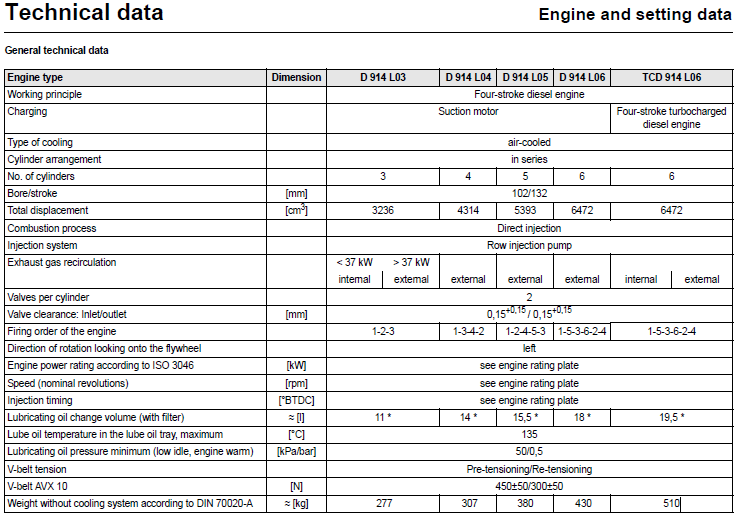 Technical data Engine and setting data
General technical data
Engine type Dimension D 914 L03 D 914 L04 D 914 L05 D 914 L06 TCD 914 L06
Working principle Four-stroke diesel engine
Charging Suction motor Four-stroke turbocharged
diesel engine
Type of cooling air-cooled
Cylinder arrangement in series
No. of cylinders 3 4 5 6 6
Bore/stroke [mm] 102/132
Total displacement [cm3] 3236 4314 5393 6472 6472
Combustion process Direct injection
Injection system Row injection pump
Exhaust gas recirculation < 37 kW > 37 kW
internal external external external external internal external
Valves per cylinder 2
Valve clearance: Inlet/outlet [mm] 0,15+0,15 / 0,15+0,15
Firing order of the engine 1-2-3 1-3-4-2 1-2-4-5-3 1-5-3-6-2-4 1-5-3-6-2-4
Direction of rotation looking onto the flywheel left
Engine power rating according to ISO 3046 [kW] see engine rating plate
Speed (nominal revolutions) [rpm] see engine rating plate
Injection timing [°BTDC] see engine rating plate
Lubricating oil change volume (with filter) ≈ [l] 11 * 14 * 15,5 * 18 * 19,5 *
Lube oil temperature in the lube oil tray, maximum [°C] 135
Lubricating oil pressure minimum (low idle, engine warm) [kPa/bar] 50/0,5
V-belt tension Pre-tensioning/Re-tensioning
V-belt AVX 10 [N] 450±50/300±50
Weight without cooling system according to DIN 70020-A ≈ [kg] 277 307 380 430 510